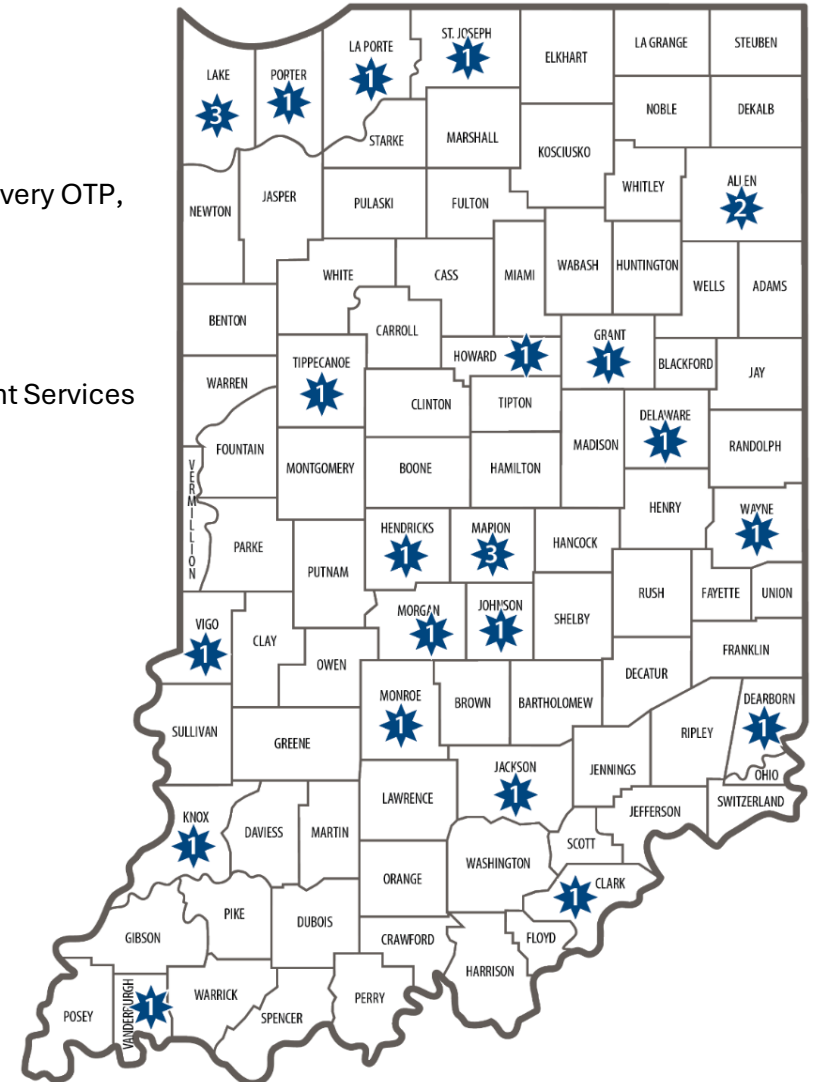 ST. JOSEPH
LA PORTE
1
1
LAKE
3
PORTER
1
ELKHART
LA GRANGE
STEUBEN
NOBLE
DEKALB
STARKE
MARSHALL
KOSCIUSKO
very OTP,
NEWTON
JASPER
PULASKI
FULTON
WHITLEY
ALLEN
2
WHITE
CASS
MIAMI
WABASH
HUNTINGTON
WELLS
ADAMS
BENTON
CARROLL
HOWARD
1
GRANT
1
BLACKFORD
JAY
nt Services
WARREN
TIPPECANOE
1
CLINTON
TIPTON
DELAWARE
1
FOUNTAIN
MONTGOMERY
BOONE
HAMILTON
MADISON
RANDOLPH
VERMILLION
PARKE
PUTNAM
HENDRICKS
1
MARION
3
HANCOCK
HENRY
WAYNE
1
VIGO
1
CLAY
OWEN
MORGAN
1
JOHNSON
1
SHELBY
RUSH
FAYETTE
UNION
FRANKLIN
DECATUR
SULLIVAN
GREENE
MONROE
1
BROWN
BARTHOLOMEW
RIPLEY
DEARBORN
1
OHIO
KNOX
1
DAVIESS
MARTIN
LAWRENCE
JACKSON
1
JENNINGS
JEFFERSON
SWITZERLAND
SCOTT
WASHINGTON
ORANGE
CLARK
1
GIBSON
PIKE
DUBOIS
CRAWFORD
FLOYD
HARRISON
POSEY
VANDERBURGH
1
WARRICK
SPENCER
PERRY